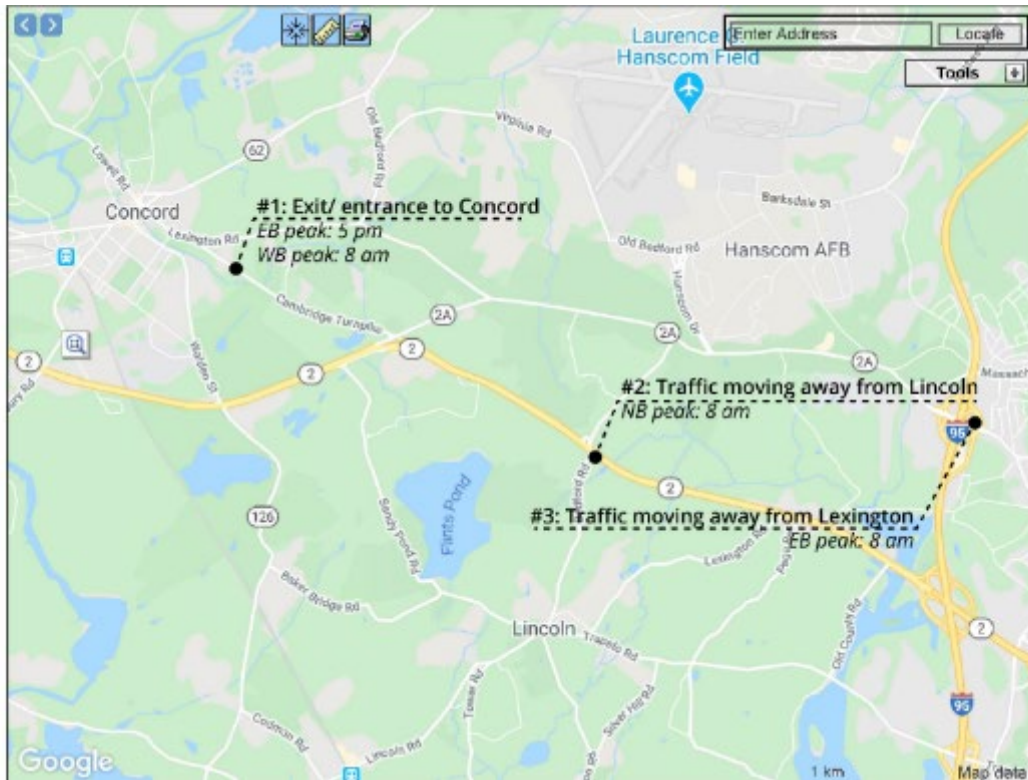 Enter Address
Locate
Tools
Laurence G.
Hanscom Field
Virginia Rd
Old Bedford Rd
62
Lowell Rd
Concord
Lexington Rd
#1: Exit/ entrance to Concord
EB peak: 5 pm
WB peak: 8 am
Barksdale St
Old Bedford Rd
Hanscom AFB
Hanscom Dr
Cambridge Turnpike
2A
2A
2A
2
2
2
Walden St
Massach
#2: Traffic moving away from Lincoln
NB peak: 8 am
95
Bedford Rd
2
126
Sandy Pond Rd
Flints Pond
#3: Traffic moving away from Lexington
EB peak: 8 am
Lexington Rd
Baker Bridge Rd
Lincoln
Trapelo Rd
Old County Rd
2
Tower Rd
Silver Hill Rd
95
Codman Rd
Lincoln Rd
Google
1 km
Map data